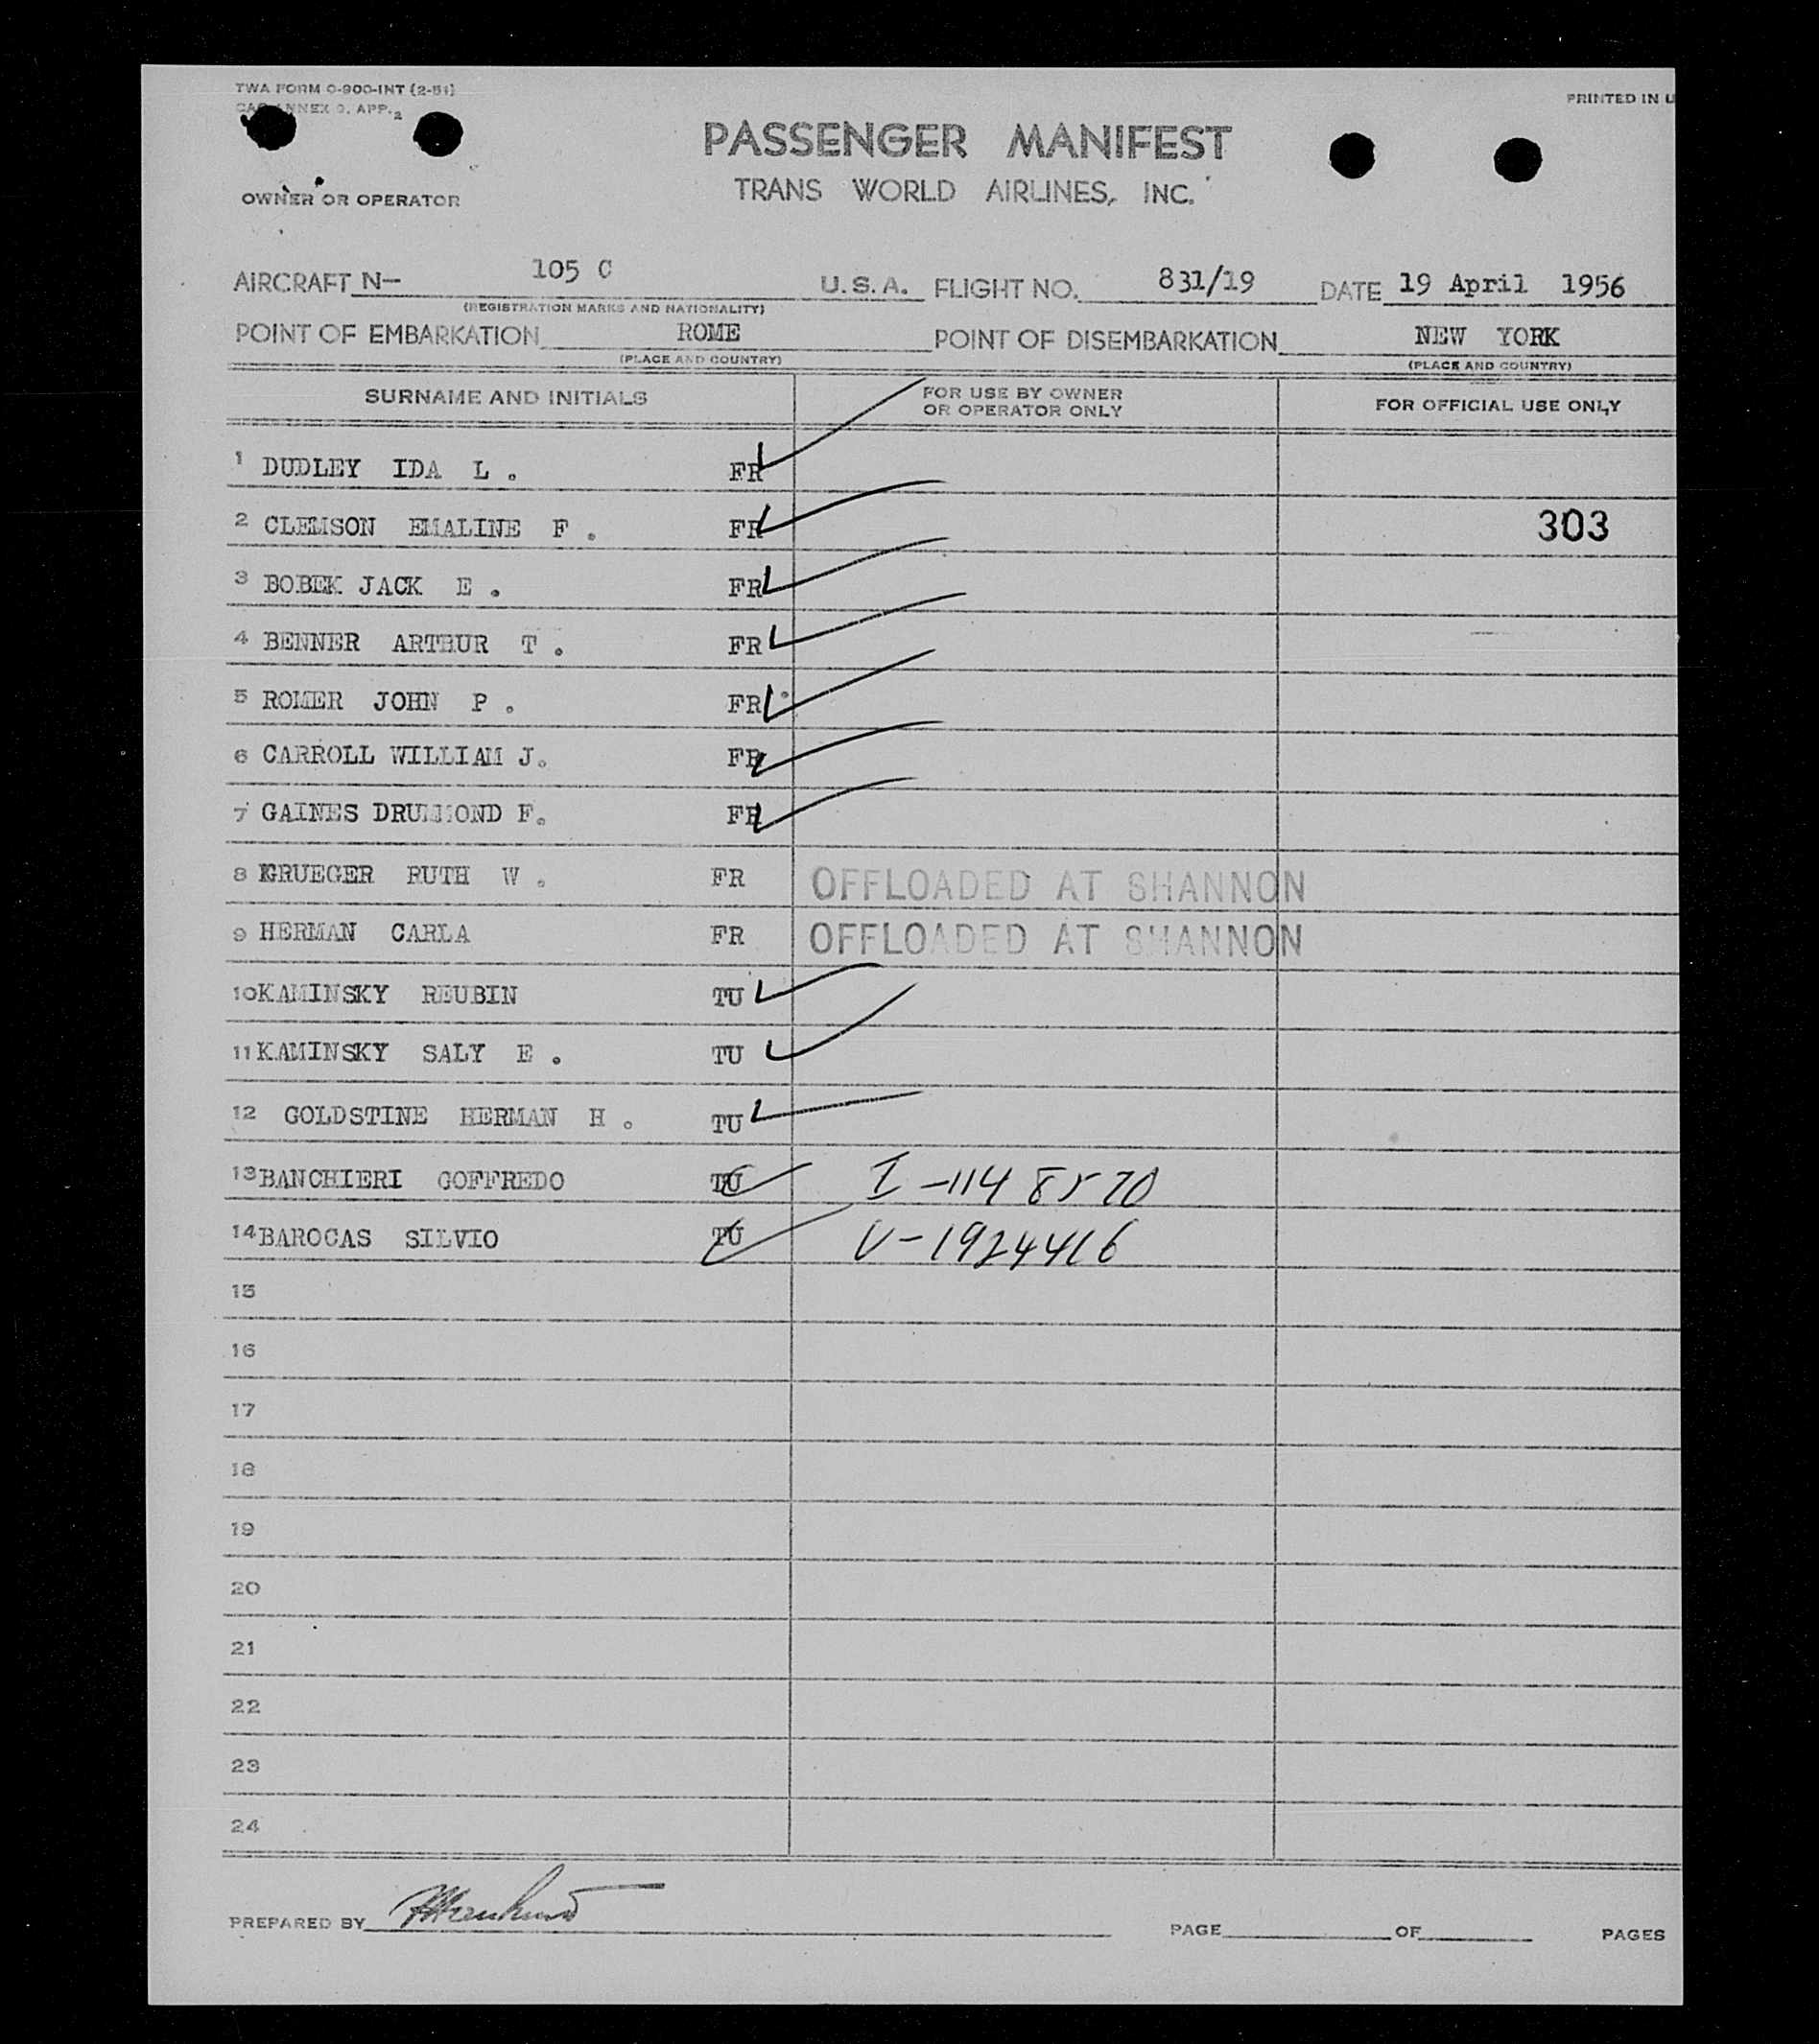 TWA FORM O-900-INT (2-51)
PRINTED IN U
ANNEX 9, APP. 2
PASSENGER MANIFEST
TRANS WORLD AIRLINES, INC.
OWNER OR OPERATOR
AIRCRAFT N- 105 C U.S.A. FLIGHT NO. 831/19 DATE 19 April 1956
(REGISTRATION MARKS AND NATIONALITY)
POINT OF EMBARKATION ROME POINT OF DISEMBARKATION NEW YORK
(PLACE AND COUNTRY) (PLACE AND COUNTRY)
SURNAME AND INITIALS FOR USE BY OWNER OR OPERATOR ONLY FOR OFFICIAL USE ONLY
1 DUDLEY IDA L. FR
2 CLEMSON EMALINE F. FR 303
3 BOBEK JACK E. FR
4 BENNER ARTHUR T. FR
5 ROMER JOHN P. FR
6 CARROLL WILLIAM J. FR
7 GAINES DRUMMOND F. FR
8 KRUEGER RUTH W. FR OFFLOADED AT SHANNON
9 HERMAN CARLA FR OFFLOADED AT SHANNON
10 KAMINSKY REUBIN TU
11 KAMINSKY SALY E. TU
12 GOLDSTINE HERMAN H. TU
13 BANCHIERI GOFFREDO TU I-1148570
14 BAROCAS SILVIO TU V-1924416
15
16
17
18
19
20
21
22
23
24
PREPARED BY PAGE OF PAGES